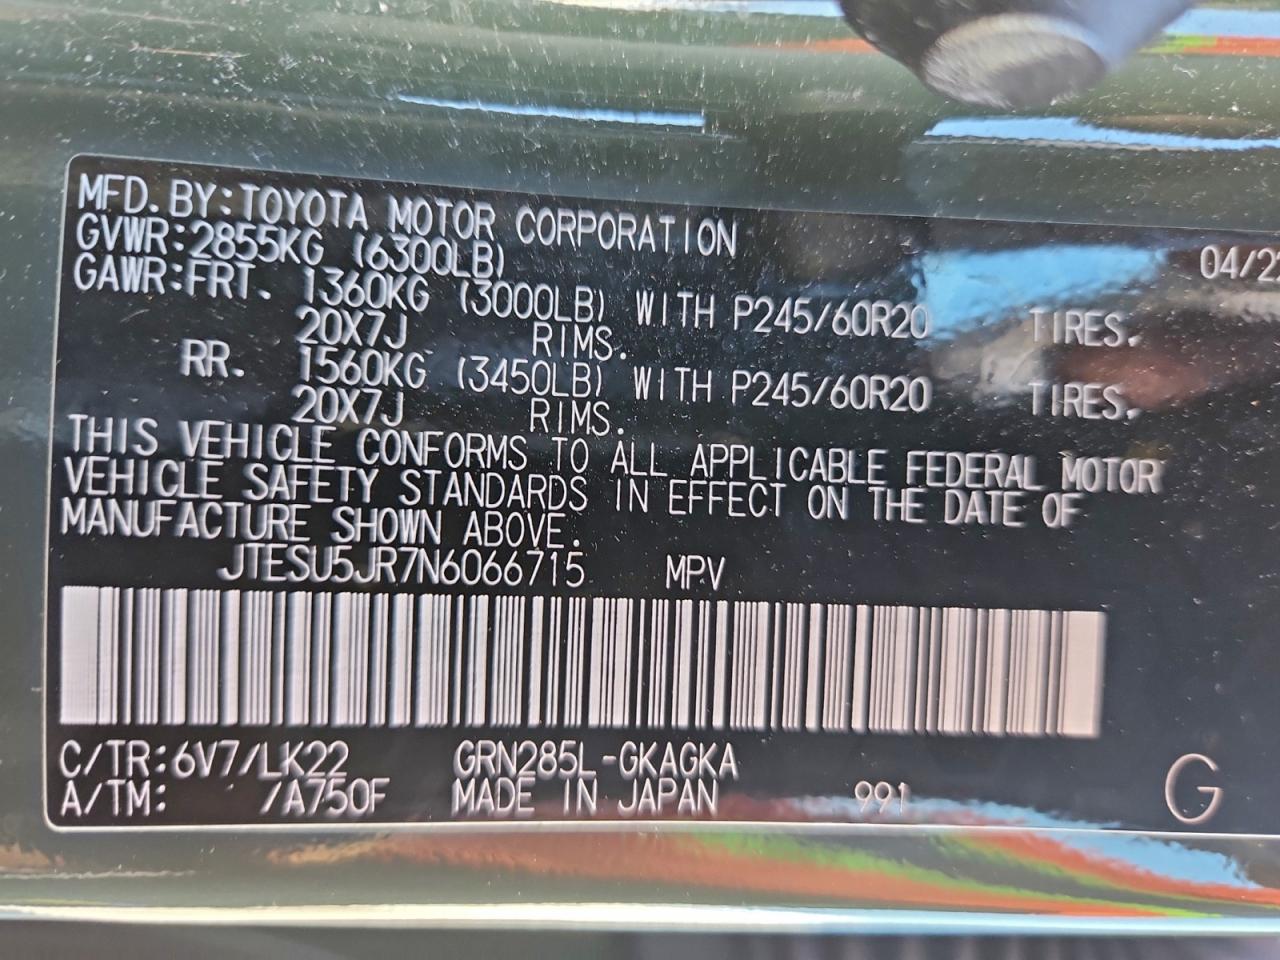 MFD. BY: TOYOTA MOTOR CORPORATION 04/2
GVWR: 2855KG (6300LB)
GAWR: FRT. 1360KG (3000LB) WITH P245/60R20 TIRES.
20X7J RIMS.
RR. 1560KG (3450LB) WITH P245/60R20 TIRES.
20X7J RIMS.
THIS VEHICLE CONFORMS TO ALL APPLICABLE FEDERAL MOTOR
VEHICLE SAFETY STANDARDS IN EFFECT ON THE DATE OF
MANUFACTURE SHOWN ABOVE.
JTESU5JR7N6066715 MPV
C/TR: 6V7/LK22 GRN285L-GKAGKA
A/TM: /A750F MADE IN JAPAN 991 G